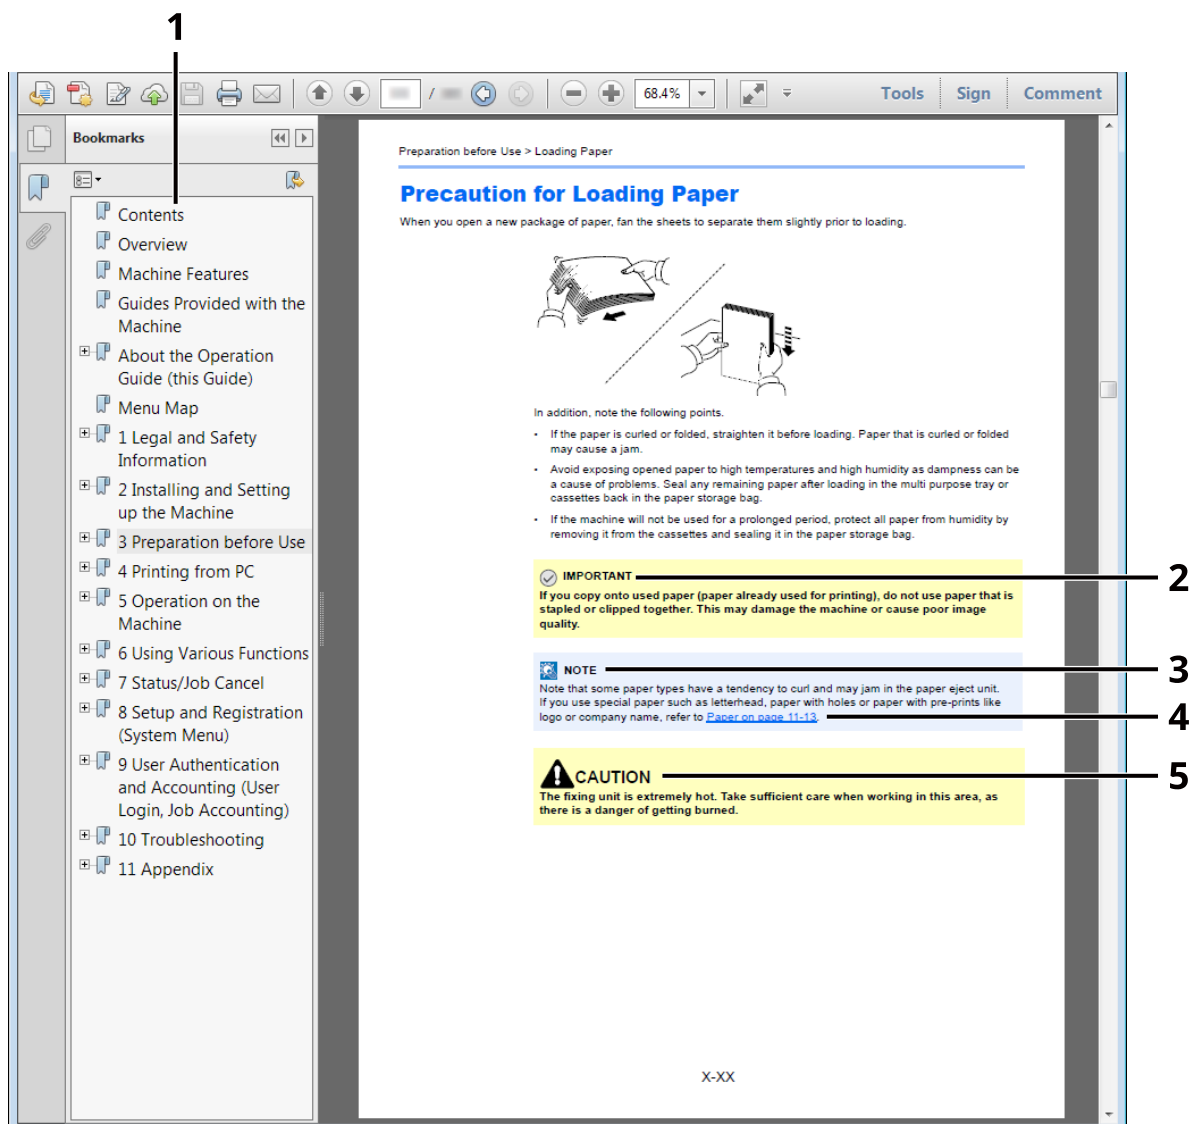 1
/
68.4%
Tools
Sign
Comment
Bookmarks
Contents
Overview
Machine Features
Guides Provided with the
Machine
About the Operation
Guide (this Guide)
Menu Map
1 Legal and Safety
Information
2 Installing and Setting
up the Machine
3 Preparation before Use
4 Printing from PC
5 Operation on the
Machine
6 Using Various Functions
7 Status/Job Cancel
8 Setup and Registration
(System Menu)
9 User Authentication
and Accounting (User
Login, Job Accounting)
10 Troubleshooting
11 Appendix
Preparation before Use > Loading Paper
Precaution for Loading Paper
When you open a new package of paper, fan the sheets to separate them slightly prior to loading.
In addition, note the following points.
• If the paper is curled or folded, straighten it before loading. Paper that is curled or folded
may cause a jam.
• Avoid exposing opened paper to high temperatures and high humidity as dampness can be
a cause of problems. Seal any remaining paper after loading in the multi purpose tray or
cassettes back in the paper storage bag.
• If the machine will not be used for a prolonged period, protect all paper from humidity by
removing it from the cassettes and sealing it in the paper storage bag.
IMPORTANT
2
If you copy onto used paper (paper already used for printing), do not use paper that is
stapled or clipped together. This may damage the machine or cause poor image
quality.
NOTE
3
Note that some paper types have a tendency to curl and may jam in the paper eject unit.
If you use special paper such as letterhead, paper with holes or paper with pre-prints like
logo or company name, refer to Paper on page 11-13.
4
CAUTION
5
The fixing unit is extremely hot. Take sufficient care when working in this area, as
there is a danger of getting burned.
X-XX